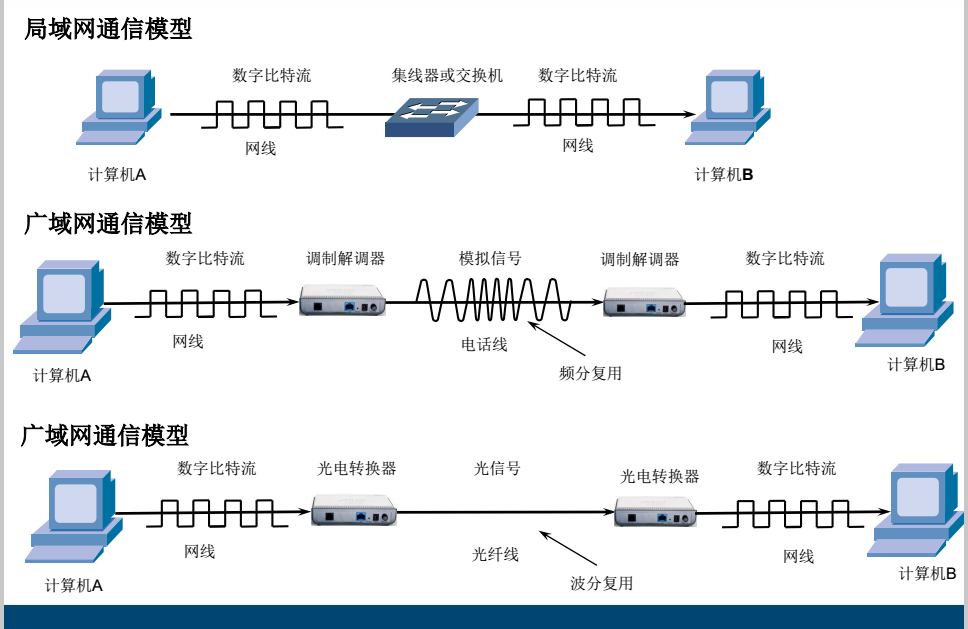 局域网通信模型
数字比特流
集线器或交换机
数字比特流
网线
网线
计算机A
计算机B
广域网通信模型
数字比特流
调制解调器
模拟信号
调制解调器
数字比特流
网线
电话线
网线
频分复用
计算机A
计算机B
广域网通信模型
数字比特流
光电转换器
光信号
光电转换器
数字比特流
网线
光纤线
网线
波分复用
计算机A
计算机B